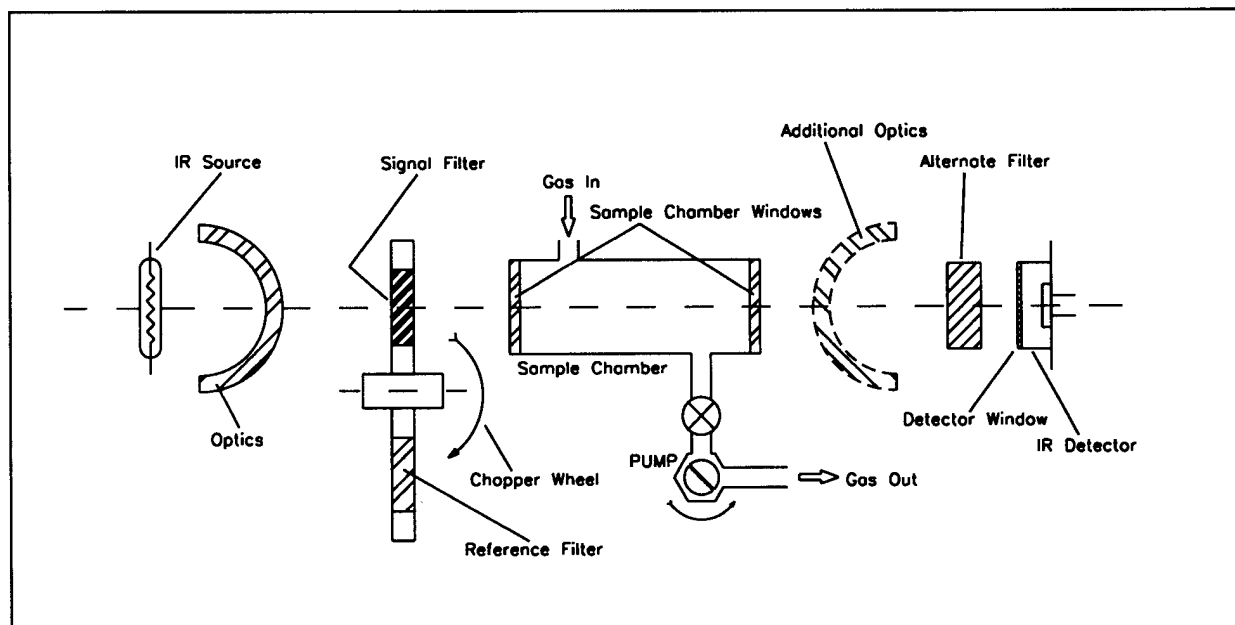 IR Source
Signal Filter
Gas In
Sample Chamber Windows
Additional Optics
Alternate Filter
Optics
Sample Chamber
Chopper Wheel
PUMP
Gas Out
Detector Window
IR Detector
Reference Filter